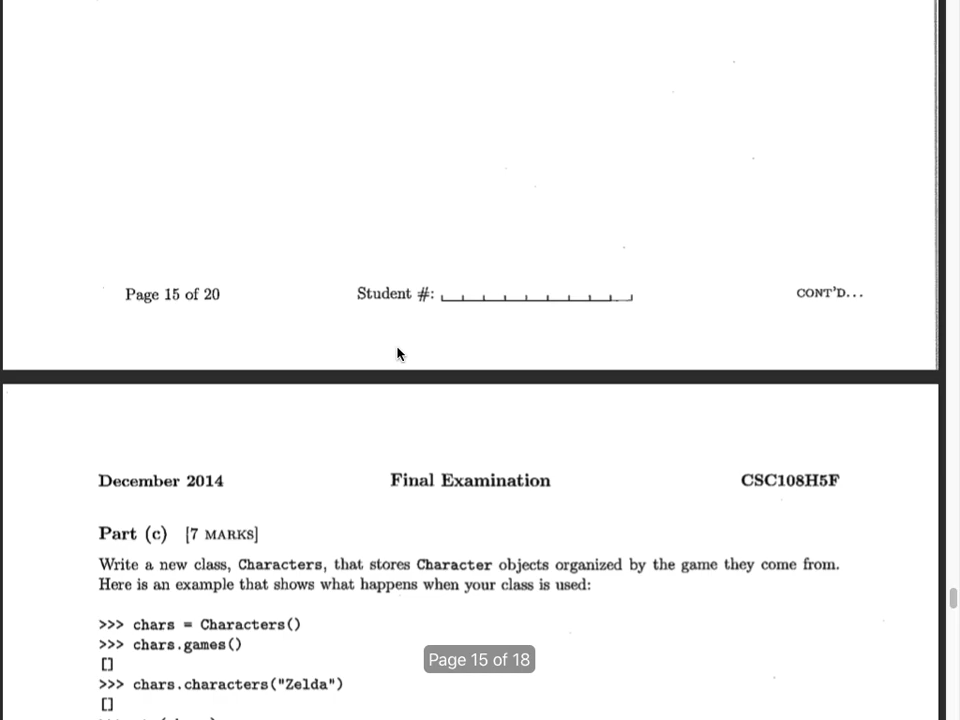 Page 15 of 20 Student #: CONT'D...
December 2014 Final Examination CSC108H5F
Part (c) [7 MARKS]
Write a new class, Characters, that stores Character objects organized by the game they come from.
Here is an example that shows what happens when your class is used:
>>> chars = Characters()
>>> chars.games()
[]
Page 15 of 18
>>> chars.characters("Zelda")
[]